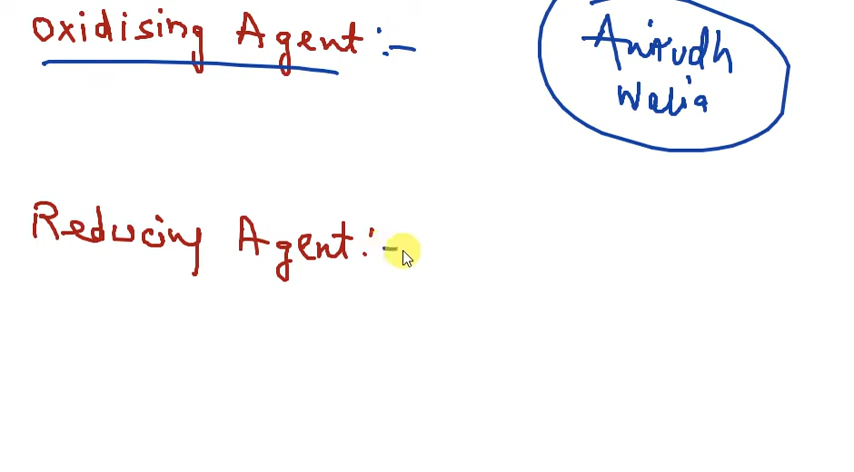 Oxidising Agent :-
Anirudh
Walia
Reducing Agent :-